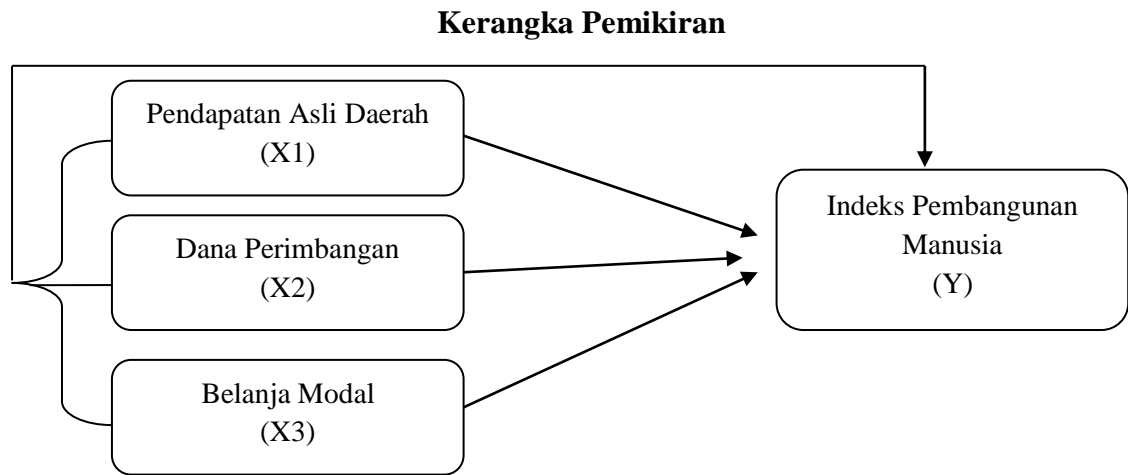 Kerangka Pemikiran
Pendapatan Asli Daerah
(X1)
Dana Perimbangan
(X2)
Belanja Modal
(X3)
Indeks Pembangunan
Manusia
(Y)